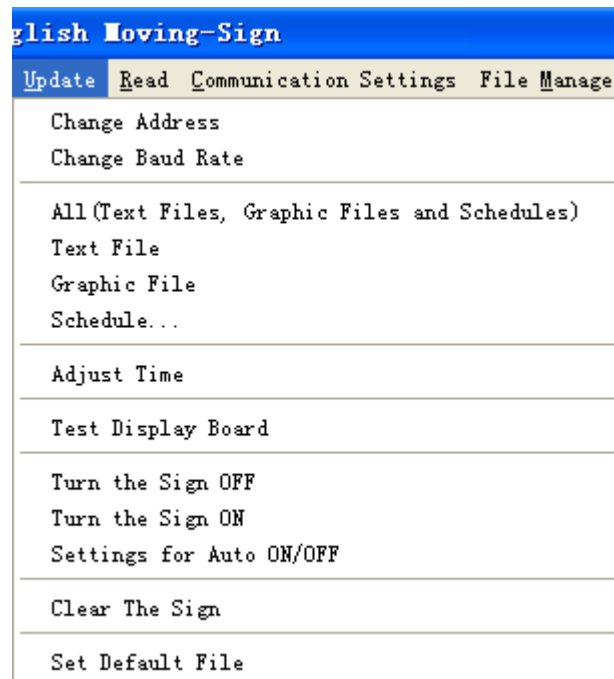 glish Moving-Sign
Update Read Communication Settings File Manage
Change Address
Change Baud Rate
All(Text Files, Graphic Files and Schedules)
Text File
Graphic File
Schedule...
Adjust Time
Test Display Board
Turn the Sign OFF
Turn the Sign ON
Settings for Auto ON/OFF
Clear The Sign
Set Default File